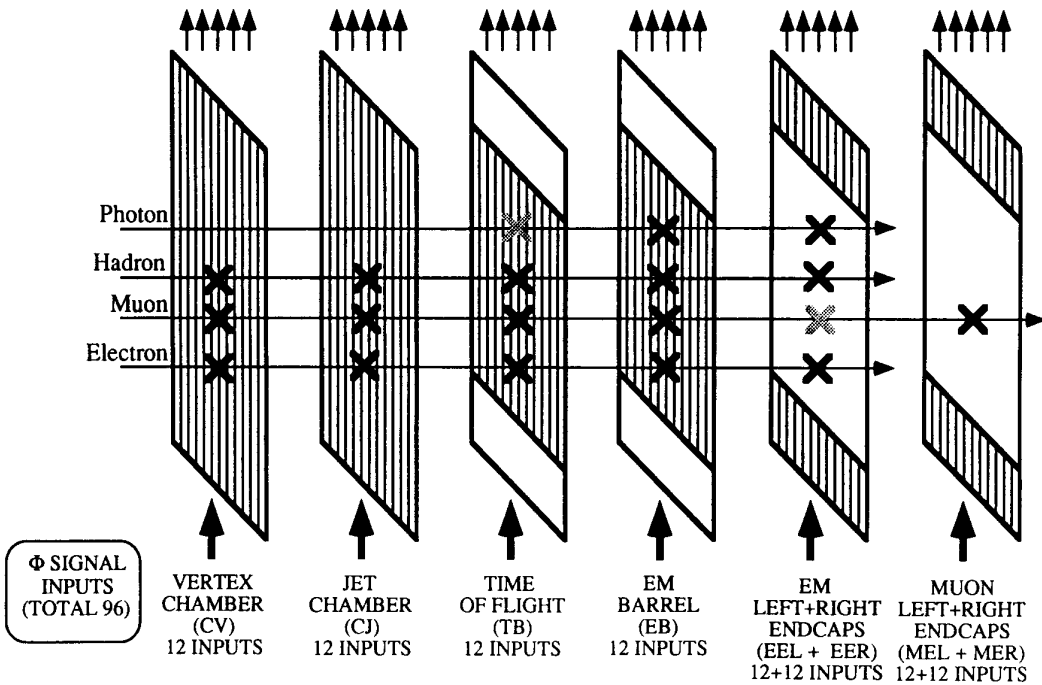 Photon
Hadron
Muon
Electron
Φ SIGNAL
INPUTS
(TOTAL 96)
VERTEX
CHAMBER
(CV)
12 INPUTS
JET
CHAMBER
(CJ)
12 INPUTS
TIME
OF FLIGHT
(TB)
12 INPUTS
EM
BARREL
(EB)
12 INPUTS
EM
LEFT+RIGHT
ENDCAPS
(EEL + EER)
12+12 INPUTS
MUON
LEFT+RIGHT
ENDCAPS
(MEL + MER)
12+12 INPUTS